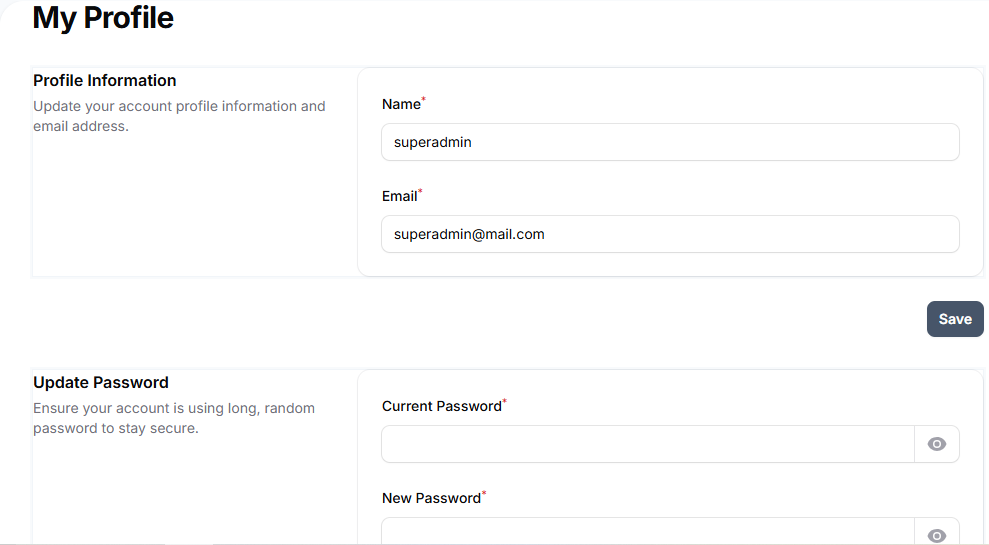 My Profile
Profile Information
Update your account profile information and
email address.
Name*
superadmin
Email*
superadmin@mail.com
Save
Update Password
Ensure your account is using long, random
password to stay secure.
Current Password*
New Password*